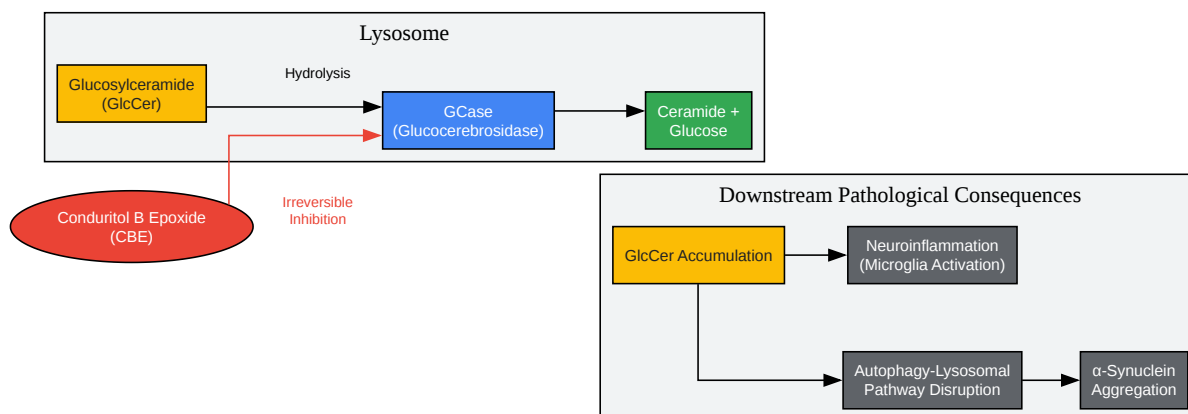 Lysosome
Glucosylceramide
(GlcCer)
Hydrolysis
GCase
(Glucocerebrosidase)
Ceramide +
Glucose
Conduritol B Epoxide
(CBE)
Irreversible
Inhibition
Downstream Pathological Consequences
GlcCer Accumulation
Neuroinflammation
(Microglia Activation)
Autophagy-Lysosomal
Pathway Disruption
α-Synuclein
Aggregation